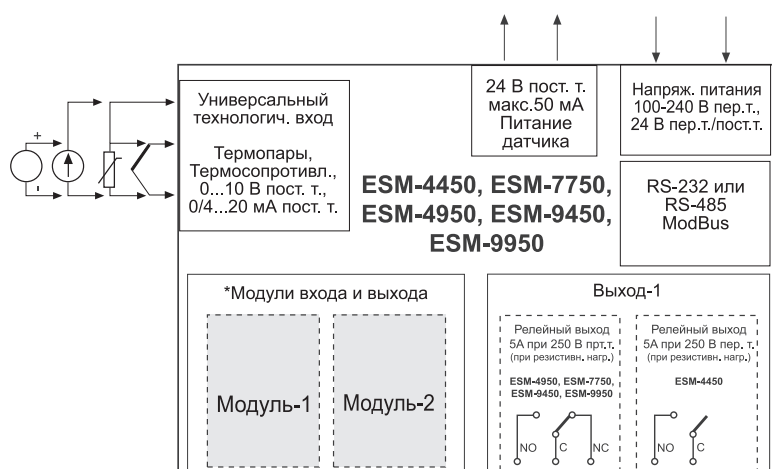 Универсальный
технологич. вход
Термопары,
Термосопротивл.,
0...10 В пост. т.,
0/4...20 мА пост. т.
+
-
24 В пост. т.
макс.50 мА
Питание
датчика
Напряж. питания
100-240 В пер.т.,
24 В пер.т./пост.т.
ESM-4450, ESM-7750,
ESM-4950, ESM-9450,
ESM-9950
RS-232 или
RS-485
ModBus
*Модули входа и выхода
Модуль-1
Модуль-2
Выход-1
Релейный выход
5А при 250 В прт.т.
(при резистивн. нагр.)
ESM-4950, ESM-7750,
ESM-9450, ESM-9950
NO C NC
Релейный выход
5А при 250 В пер. т.
(при резистивн. нагр.)
ESM-4450
NO C